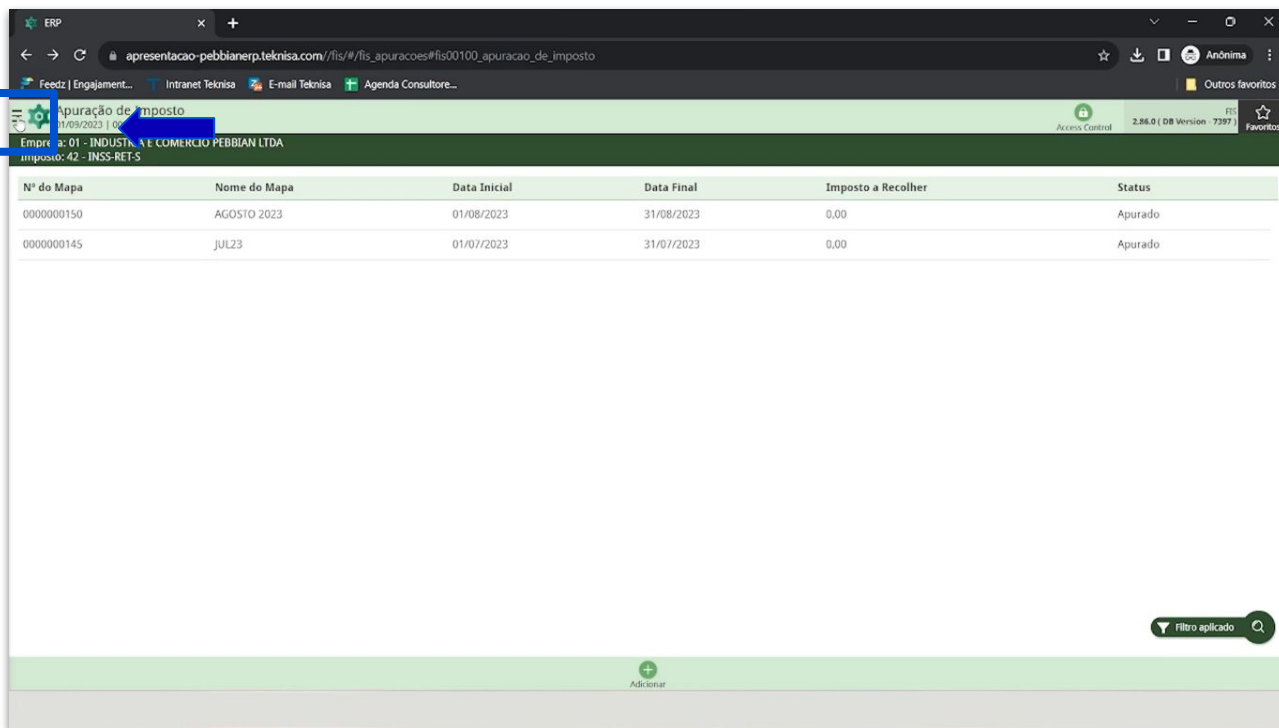 ERP
apresentacao-pebbianerp.teknisa.com//fis/#/fis_apuracoes#fis00100_apuracao_de_imposto
Anônima
Feedz | Engajament... Intranet Teknisa E-mail Teknisa Agenda Consultore... Outros favoritos
Apuração de Imposto
01/09/2023 | 00
Access Control
FIS
2.86.0 ( DB Version - 7397 )
Favoritos
Empresa: 01 - INDUSTRIA E COMERCIO PEBBIAN LTDA
Imposto: 42 - INSS-RET-S
Nº do Mapa Nome do Mapa Data Inicial Data Final Imposto a Recolher Status
0000000150 AGOSTO 2023 01/08/2023 31/08/2023 0,00 Apurado
0000000145 JUL23 01/07/2023 31/07/2023 0,00 Apurado
Filtro aplicado
Adicionar